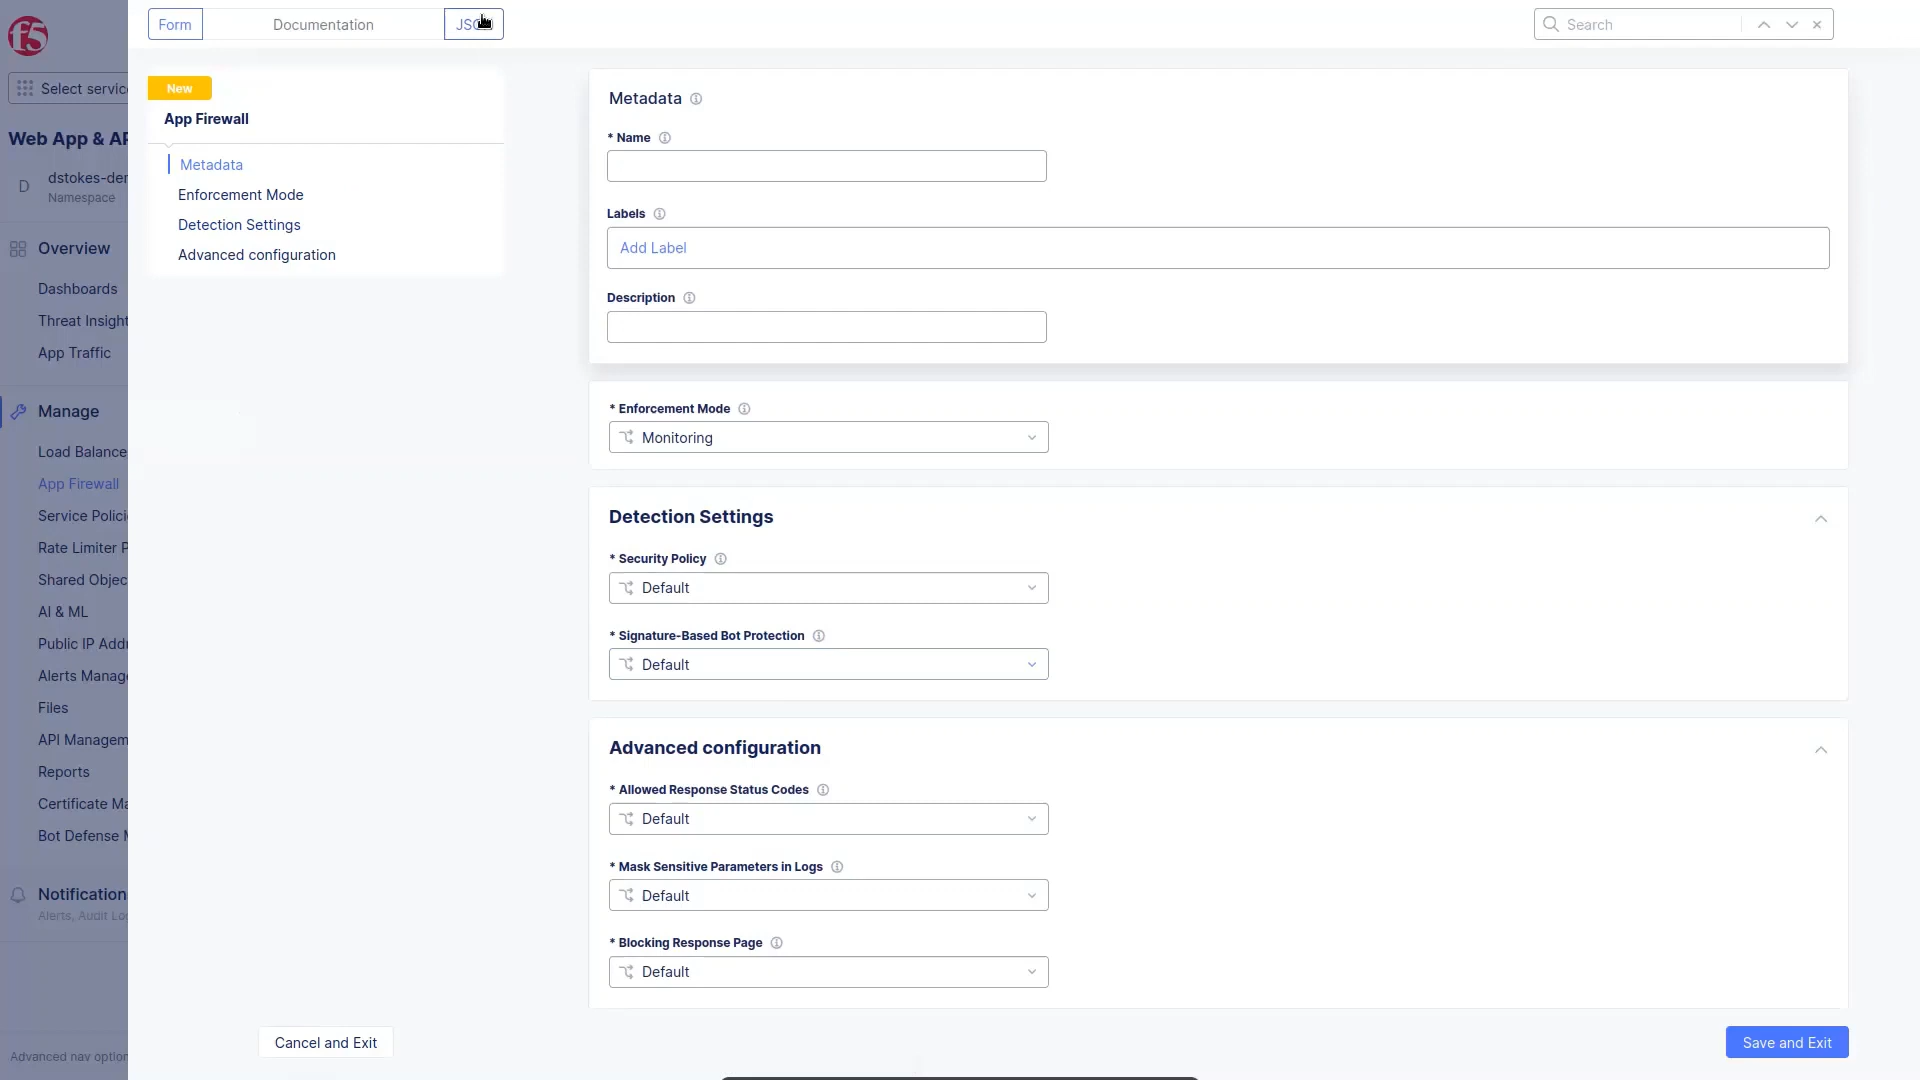 Form
Documentation
Search
f5
Select servic
New
App Firewall
Web App & AP
D
dstokes-der
Namespace
Metadata
Enforcement Mode
Detection Settings
Advanced configuration
Overview
Dashboards
Threat Insight
App Traffic
Manage
Load Balance
App Firewall
Service Polici
Rate Limiter P
Shared Objec
AI & ML
Public IP Addr
Alerts Manag
Files
API Managem
Reports
Certificate Ma
Bot Defense M
Notification
Alerts, Audit Lo
Advanced nav option
Metadata
* Name
Labels
Add Label
Description
* Enforcement Mode
Monitoring
Detection Settings
* Security Policy
Default
* Signature-Based Bot Protection
Default
Advanced configuration
* Allowed Response Status Codes
Default
* Mask Sensitive Parameters in Logs
Default
* Blocking Response Page
Default
Cancel and Exit
Save and Exit